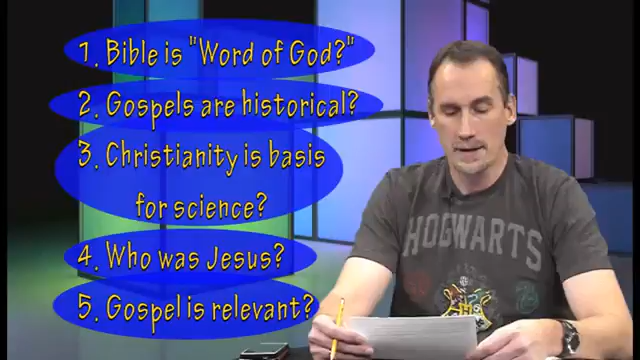 1. Bible is "Word of God?"
2. Gospels are historical?
3. Christianity is basis
for science?
4. Who was Jesus?
5. Gospel is relevant?
HOGWARTS